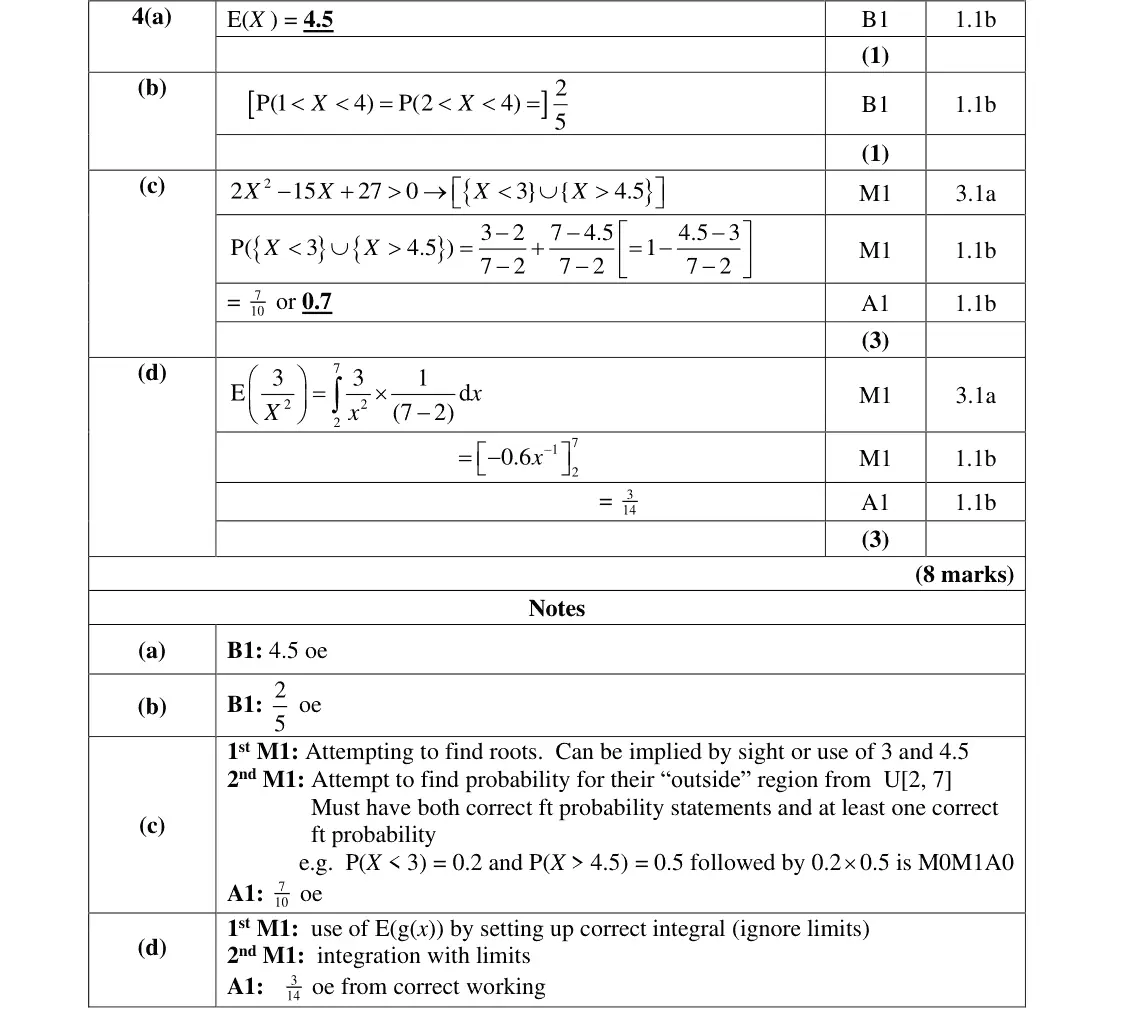 4(a) E(X ) = 4.5 B1 1.1b
(1)
(b) [P(1 < X < 4) = P(2 < X < 4) =] 2/5 B1 1.1b
(1)
(c) 2X² −15X + 27 > 0 → [{X < 3} ∪ {X > 4.5}] M1 3.1a
P({X < 3} ∪ {X > 4.5}) = (3 − 2)/(7 − 2) + (7 − 4.5)/(7 − 2) [= 1 − (4.5 − 3)/(7 − 2)] M1 1.1b
= 7/10 or 0.7 A1 1.1b
(3)
(d) E(3/X²) = ∫₂⁷ 3/x² × 1/(7 − 2) dx M1 3.1a
= [−0.6x⁻¹]₂⁷ M1 1.1b
= 3/14 A1 1.1b
(3)
(8 marks)
Notes
(a) B1: 4.5 oe
(b) B1: 2/5 oe
(c) 1st M1: Attempting to find roots. Can be implied by sight or use of 3 and 4.5
2nd M1: Attempt to find probability for their “outside” region from U[2, 7]
Must have both correct ft probability statements and at least one correct
ft probability
e.g. P(X < 3) = 0.2 and P(X > 4.5) = 0.5 followed by 0.2 × 0.5 is M0M1A0
A1: 7/10 oe
(d) 1st M1: use of E(g(x)) by setting up correct integral (ignore limits)
2nd M1: integration with limits
A1: 3/14 oe from correct working